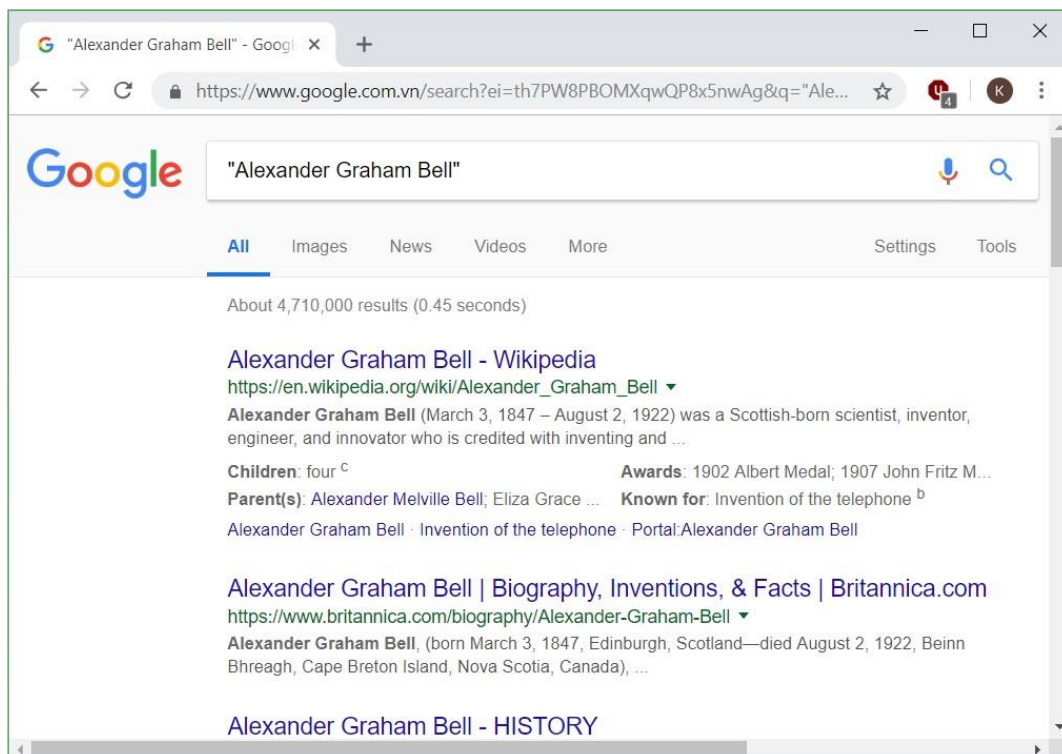 "Alexander Graham Bell" - Googl
https://www.google.com.vn/search?ei=th7PW8PBOMXqwQP8x5nwAg&q="Ale...
4
K
Google
"Alexander Graham Bell"
All Images News Videos More Settings Tools
About 4,710,000 results (0.45 seconds)
Alexander Graham Bell - Wikipedia
https://en.wikipedia.org/wiki/Alexander_Graham_Bell
Alexander Graham Bell (March 3, 1847 – August 2, 1922) was a Scottish-born scientist, inventor,
engineer, and innovator who is credited with inventing and ...
Children: four c Awards: 1902 Albert Medal; 1907 John Fritz M...
Parent(s): Alexander Melville Bell; Eliza Grace ... Known for: Invention of the telephone b
Alexander Graham Bell · Invention of the telephone · Portal:Alexander Graham Bell
Alexander Graham Bell | Biography, Inventions, & Facts | Britannica.com
https://www.britannica.com/biography/Alexander-Graham-Bell
Alexander Graham Bell, (born March 3, 1847, Edinburgh, Scotland—died August 2, 1922, Beinn
Bhreagh, Cape Breton Island, Nova Scotia, Canada), ...
Alexander Graham Bell - HISTORY